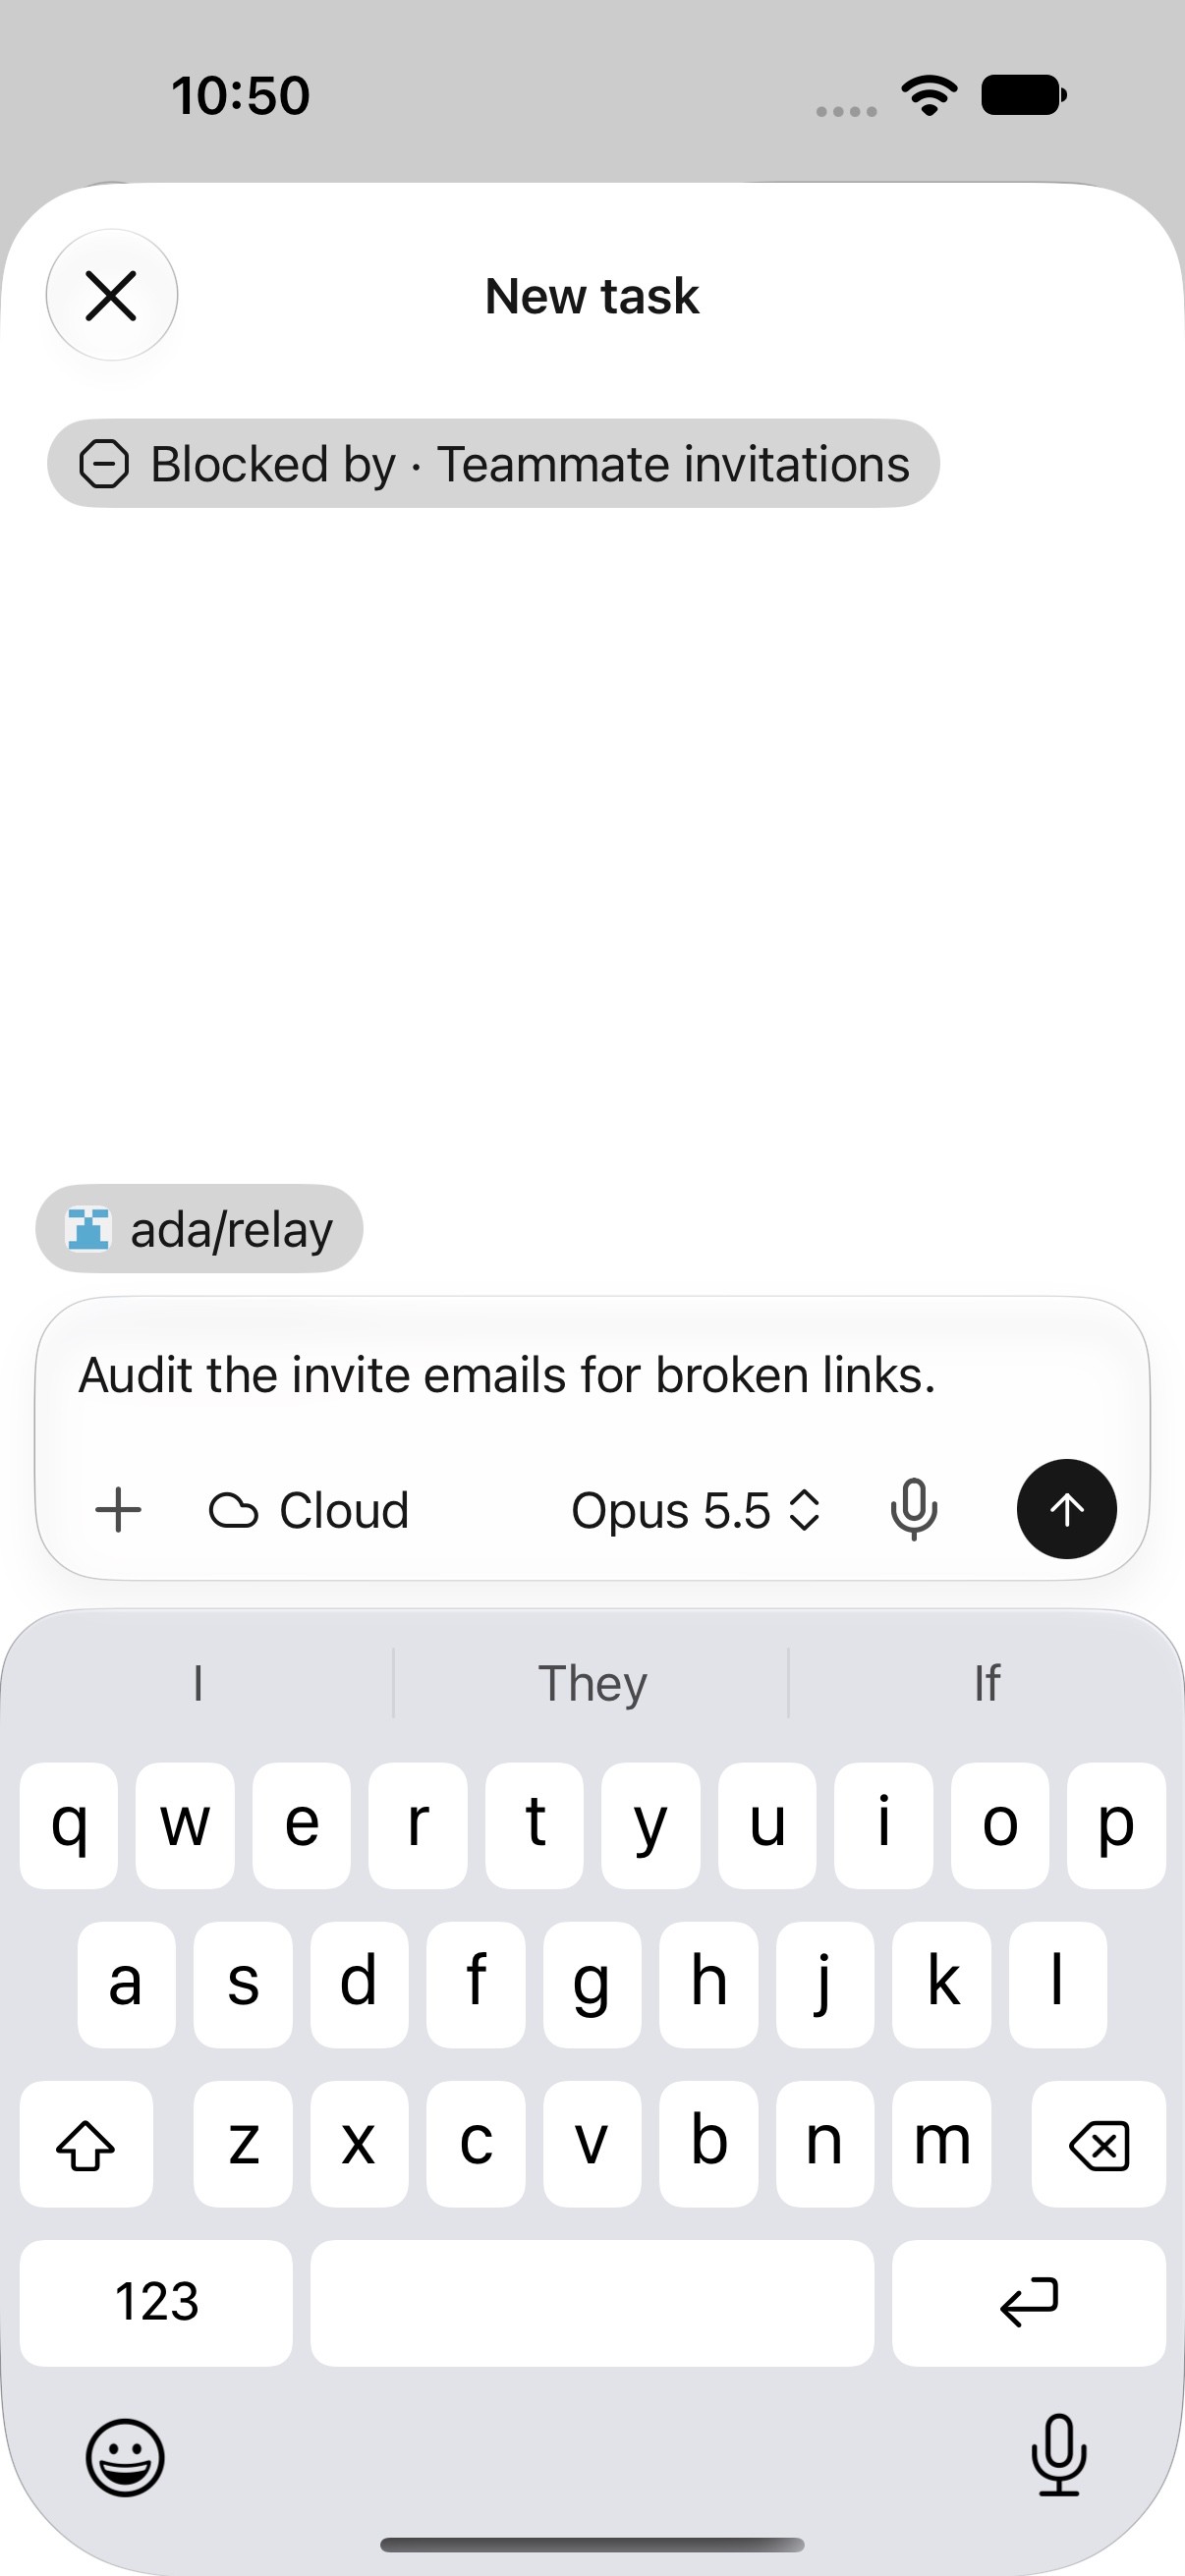 10:50
New task
Blocked by · Teammate invitations
ada/relay
Audit the invite emails for broken links.
Cloud
Opus 5.5
I They If
q w e r t y u i o p
a s d f g h j k l
z x c v b n m
123